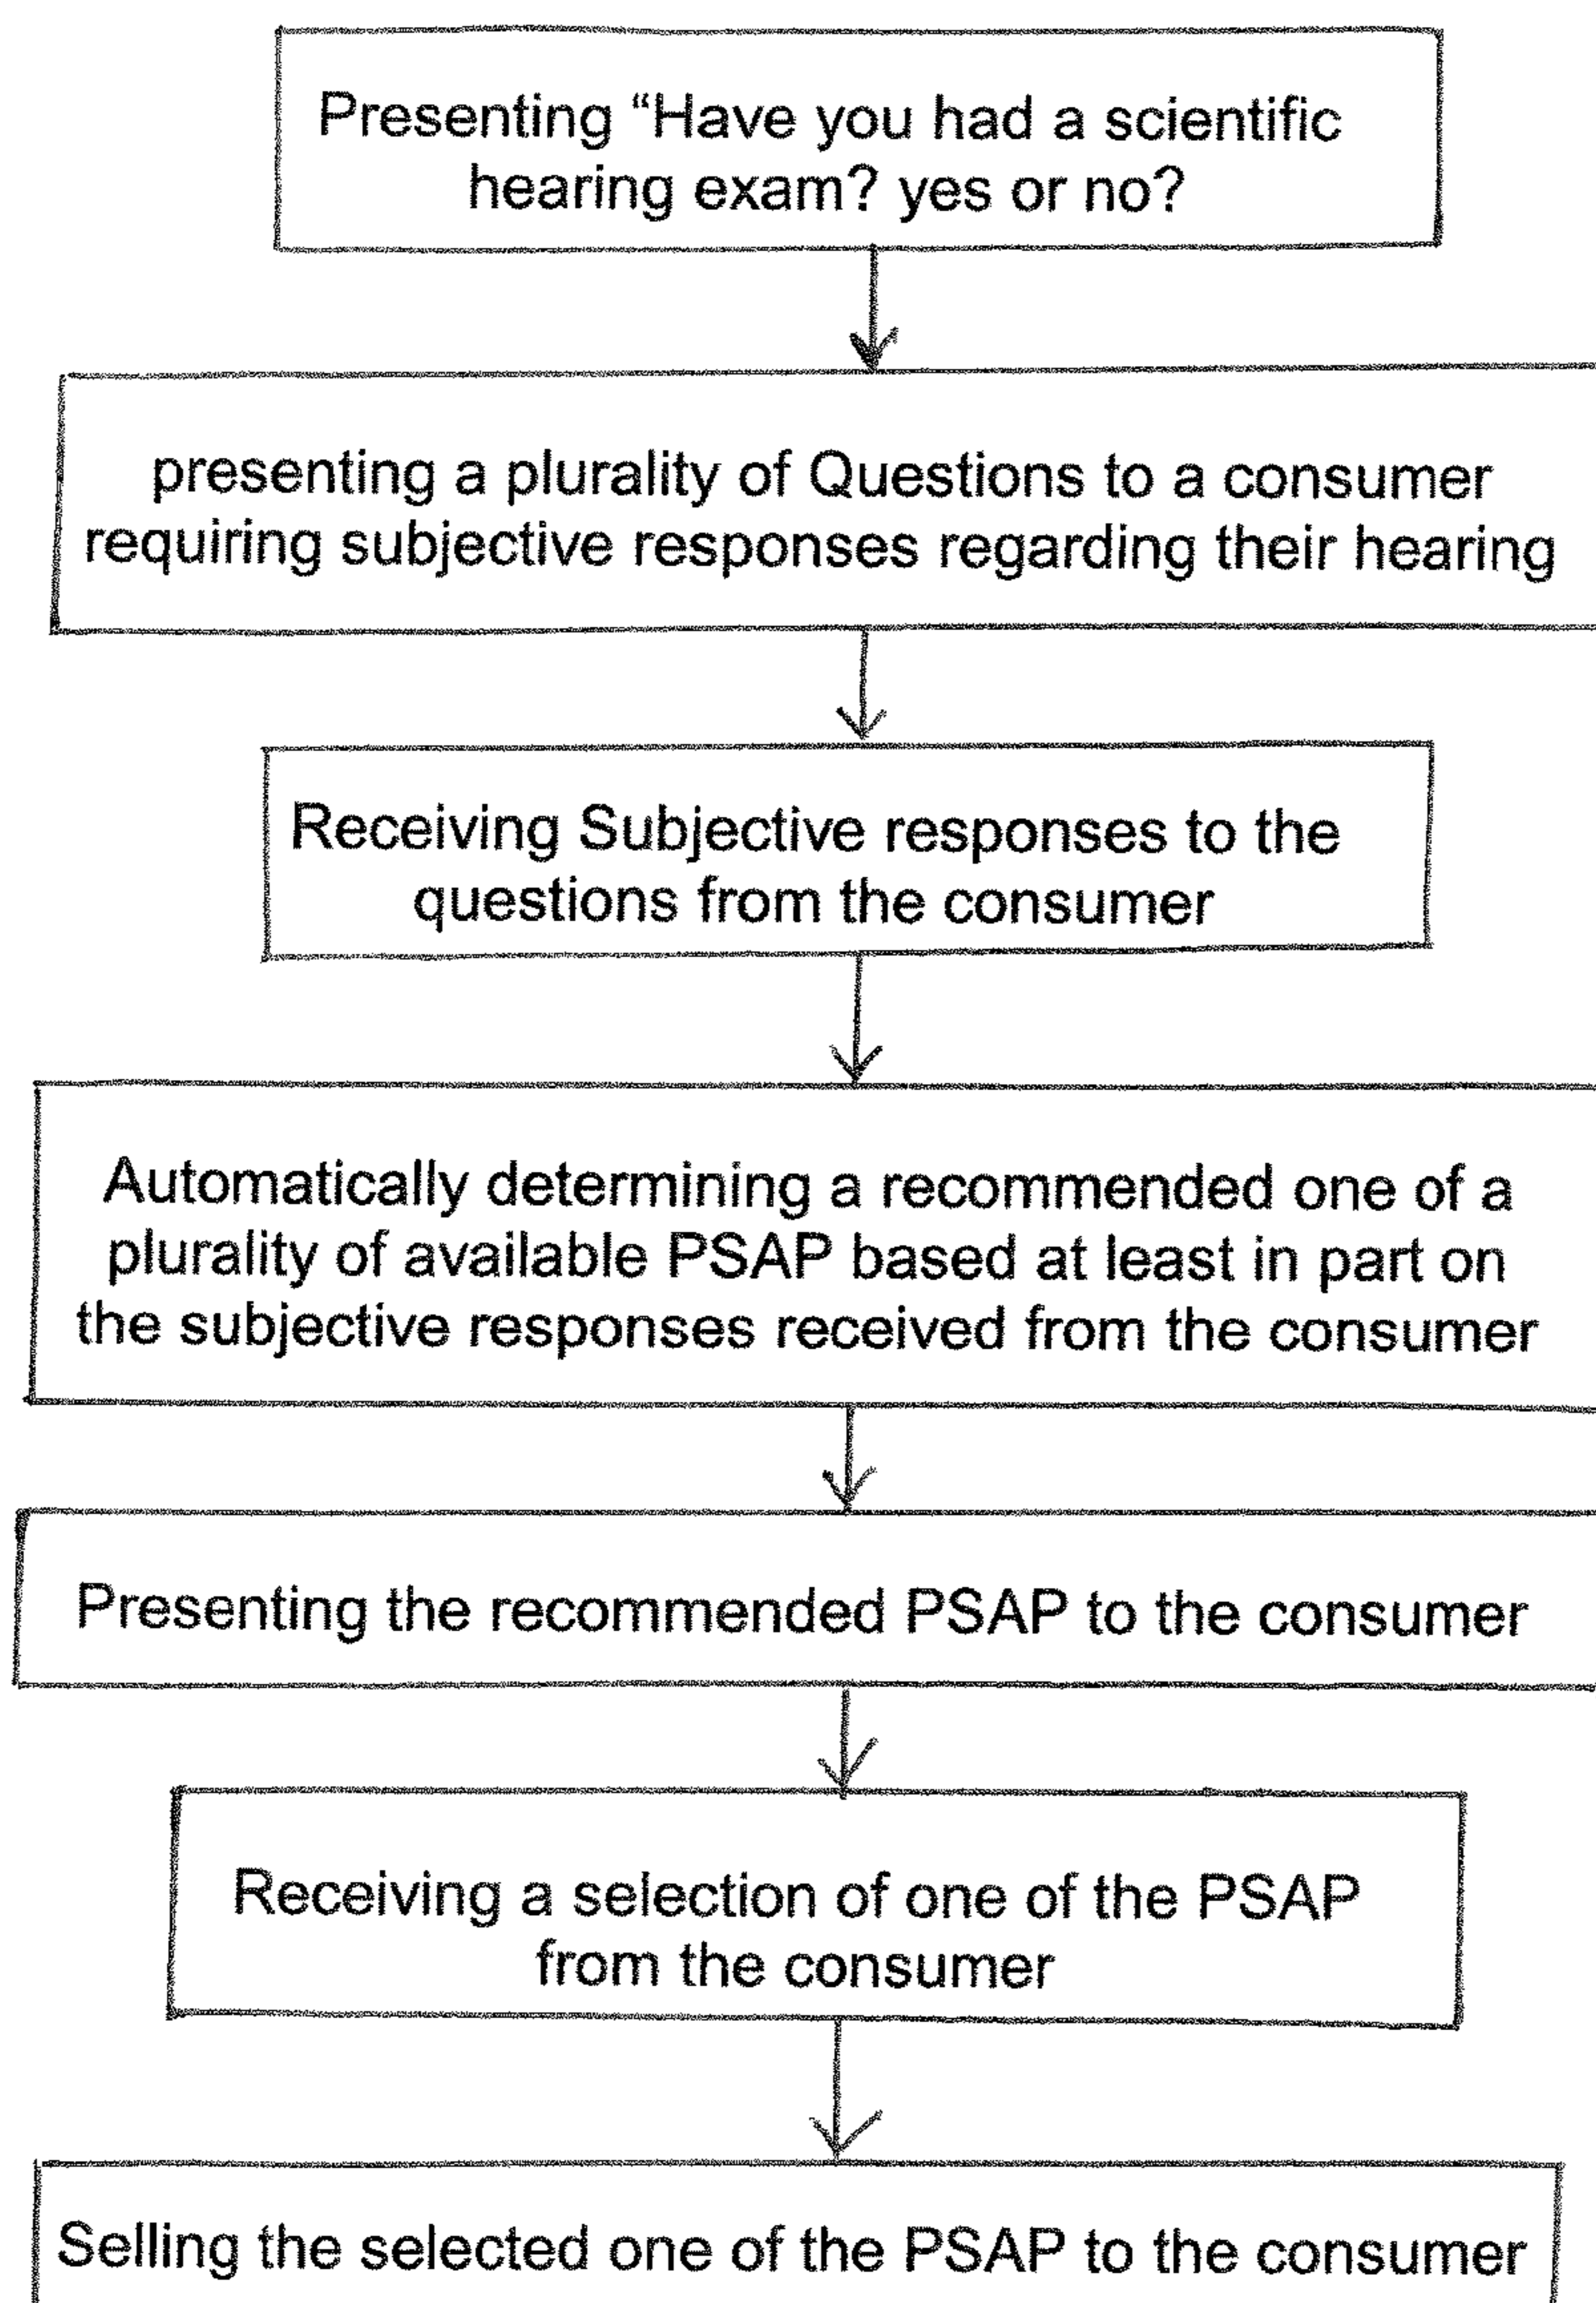 Presenting “Have you had a scientific
hearing exam? yes or no?
presenting a plurality of Questions to a consumer
requiring subjective responses regarding their hearing
Receiving Subjective responses to the
questions from the consumer
Automatically determining a recommended one of a
plurality of available PSAP based at least in part on
the subjective responses received from the consumer
Presenting the recommended PSAP to the consumer
Receiving a selection of one of the PSAP
from the consumer
Selling the selected one of the PSAP to the consumer